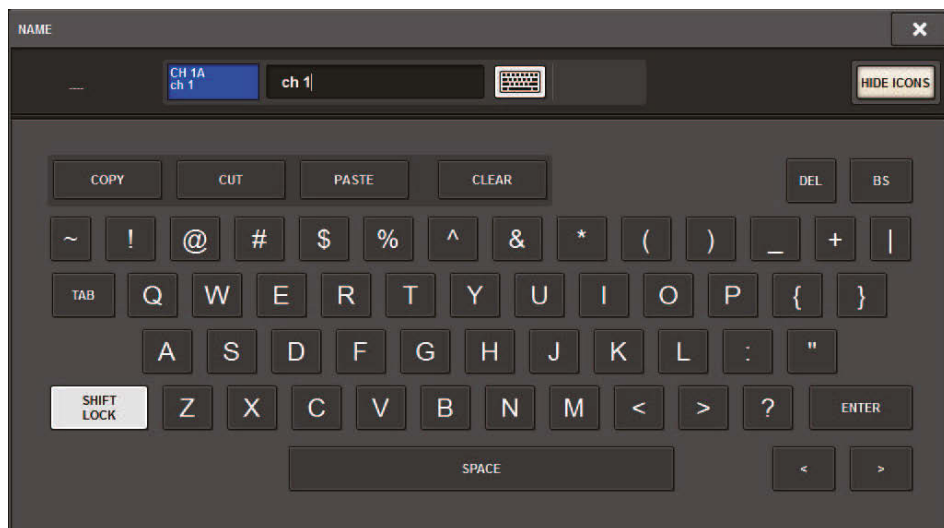 NAME
CH 1A
ch 1
ch 1
HIDE ICONS
COPY CUT PASTE CLEAR DEL BS
~ ! @ # $ % ^ & * ( ) _ + |
TAB Q W E R T Y U I O P { }
A S D F G H J K L : "
SHIFT
LOCK
Z X C V B N M < > ? ENTER
SPACE < >